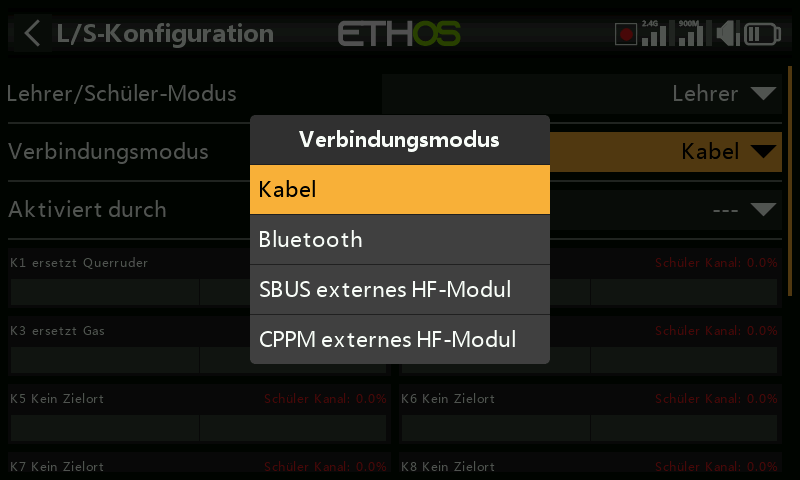 L/S-Konfiguration
ETHOS
2.4G
900M
Lehrer/Schüler-Modus
Lehrer
Verbindungsmodus
Kabel
Aktiviert durch
---
Verbindungsmodus
Kabel
Bluetooth
SBUS externes HF-Modul
CPPM externes HF-Modul
K1 ersetzt Querruder
Schüler Kanal: 0.0%
K3 ersetzt Gas
Schüler Kanal: 0.0%
K5 Kein Zielort
Schüler Kanal: 0.0%
K6 Kein Zielort
Schüler Kanal: 0.0%
K7 Kein Zielort
Schüler Kanal: 0.0%
K8 Kein Zielort
Schüler Kanal: 0.0%